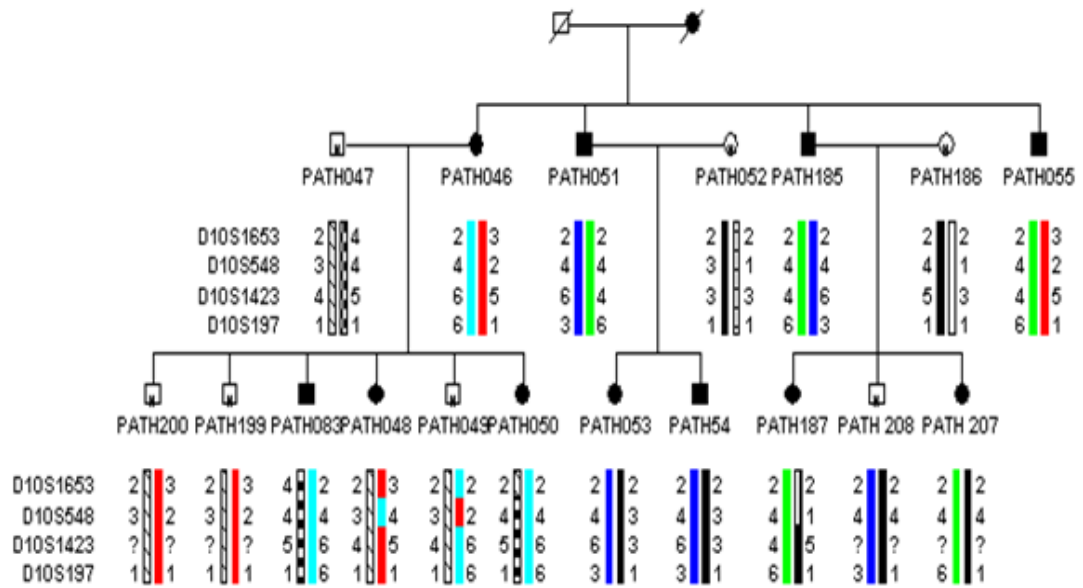 PATH047 PATH046 PATH051 PATH052 PATH185 PATH186 PATH055
D10S1653 2 4 2 3 2 2 2 2 2 2 2 2 2 3
D10S548 3 4 4 2 4 4 3 1 4 4 4 1 4 2
D10S1423 4 5 6 5 6 4 3 3 4 6 5 3 4 5
D10S197 1 1 6 1 3 6 1 1 6 3 1 1 6 1
PATH200 PATH199 PATH083 PATH048 PATH049 PATH050 PATH053 PATH54 PATH187 PATH 208 PATH 207
D10S1653 2 3 2 3 4 2 2 3 2 2 2 2 2 2 2 2 2 2 2 2 2 2
D10S548 3 2 3 2 4 4 3 4 3 2 4 4 4 3 4 3 4 1 4 4 4 4
D10S1423 ? ? ? ? 5 6 4 5 4 6 5 6 6 3 6 3 4 5 ? ? ? ?
D10S197 1 1 1 1 1 6 1 1 1 6 1 6 3 1 3 1 6 1 3 1 6 1